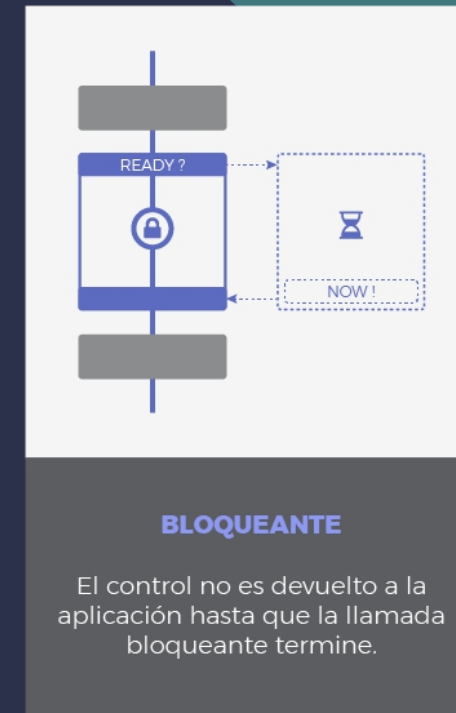 READY ?
NOW !
BLOQUEANTE
El control no es devuelto a la
aplicación hasta que la llamada
bloqueante termine.